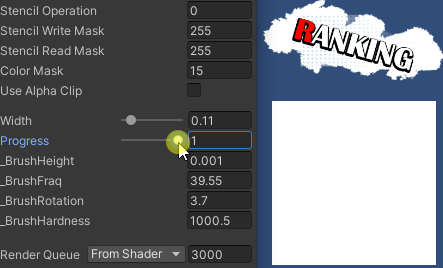 Stencil Operation 0
Stencil Write Mask 255
Stencil Read Mask 255
Color Mask 15
Use Alpha Clip
Width 0.11
Progress 1
_BrushHeight 0.001
_BrushFraq 39.55
_BrushRotation 3.7
_BrushHardness 1000.5
Render Queue From Shader 3000
RANKING